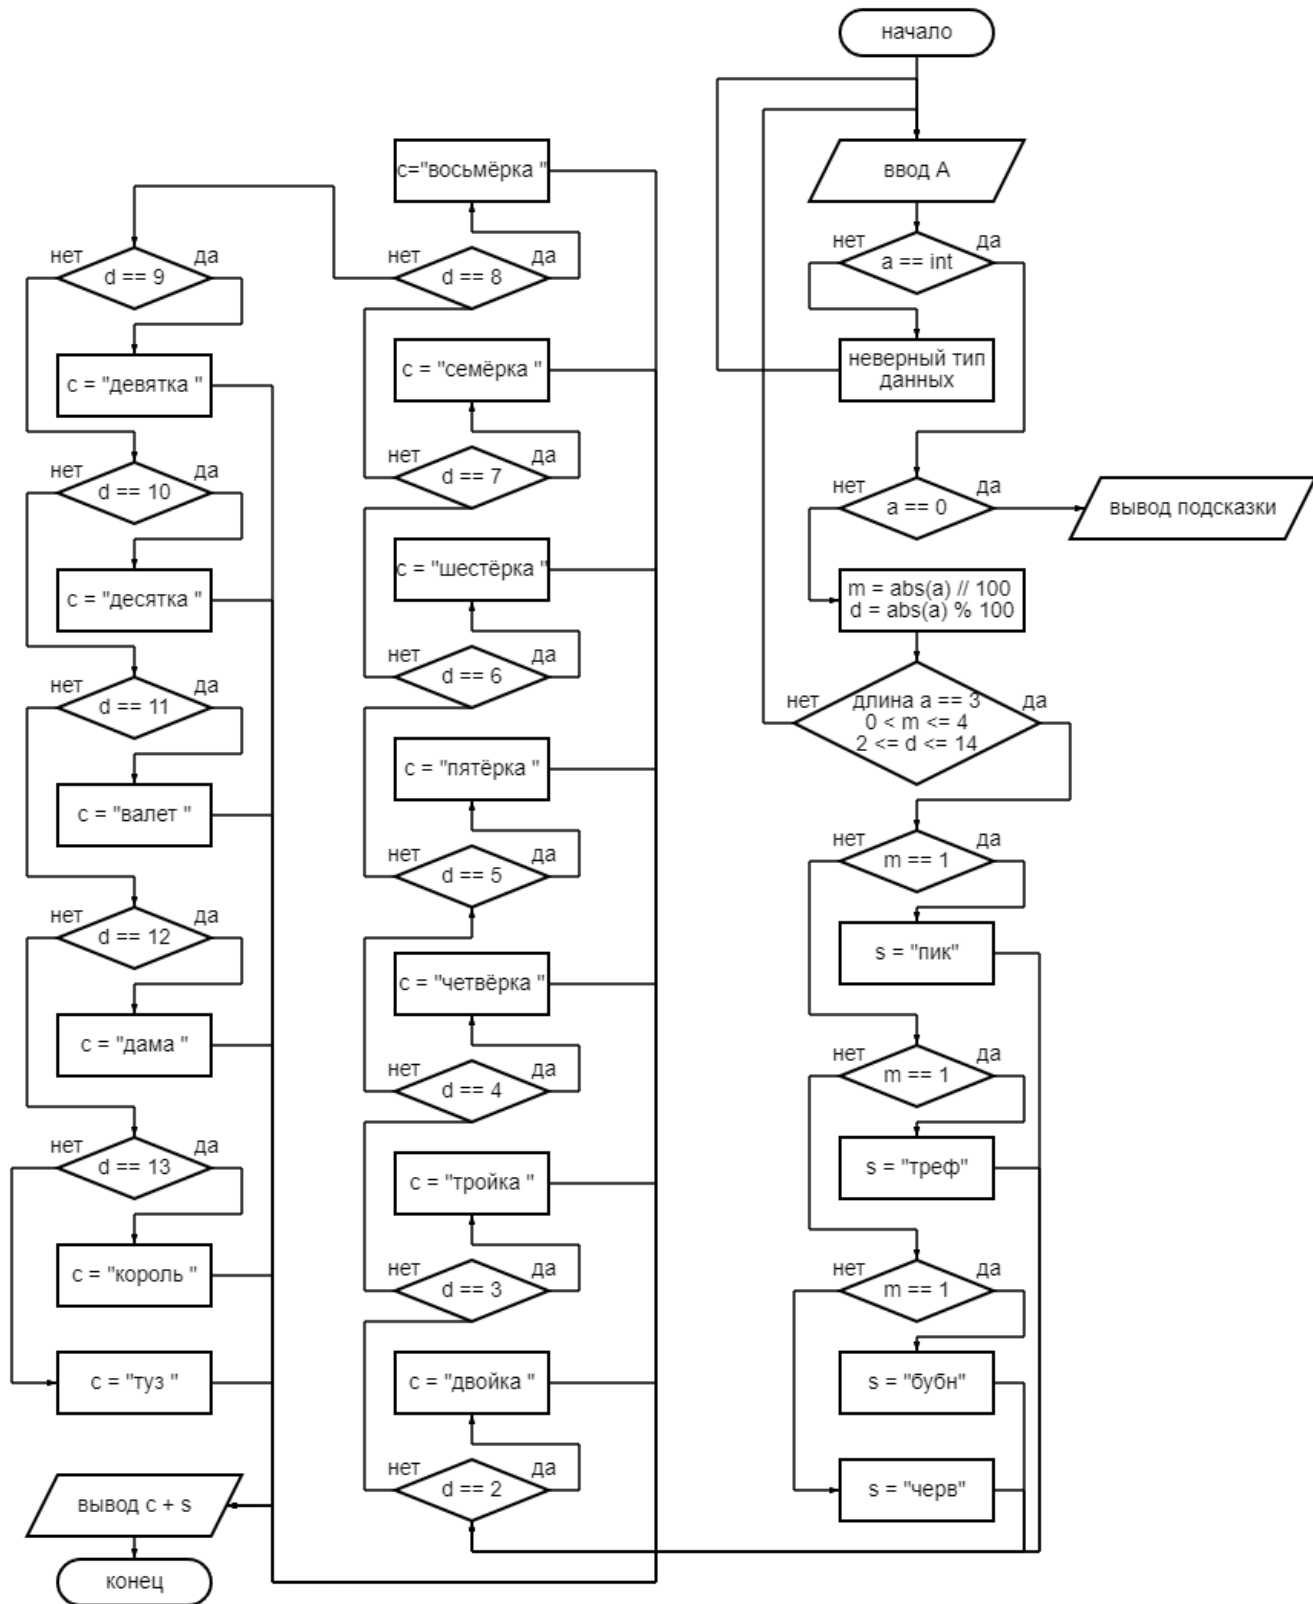 начало
ввод A
нет
да
a == int
неверный тип
данных
нет
да
a == 0
вывод подсказки
m = abs(a) // 100
d = abs(a) % 100
нет
да
длина a == 3
0 < m <= 4
2 <= d <= 14
нет
да
m == 1
s = "пик"
нет
да
m == 1
s = "треф"
нет
да
m == 1
s = "бубн"
s = "черв"
нет
да
d == 2
c = "двойка "
нет
да
d == 3
c = "тройка "
нет
да
d == 4
c = "четвёрка "
нет
да
d == 5
c = "пятёрка "
нет
да
d == 6
c = "шестёрка "
нет
да
d == 7
c = "семёрка "
нет
да
d == 8
c="восьмёрка "
нет
да
d == 9
c = "девятка "
нет
да
d == 10
c = "десятка "
нет
да
d == 11
c = "валет "
нет
да
d == 12
c = "дама "
нет
да
d == 13
c = "король "
c = "туз "
вывод c + s
конец